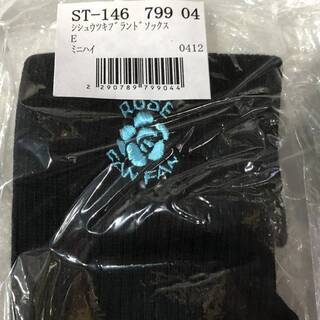 ST-146 799 04
ｼｼｭｳﾂｷﾌﾞﾗﾝﾄﾞｿｯｸｽ
E
ﾐﾆﾊｲ 0412
2 290789 799044
ROSE
FAN FAN